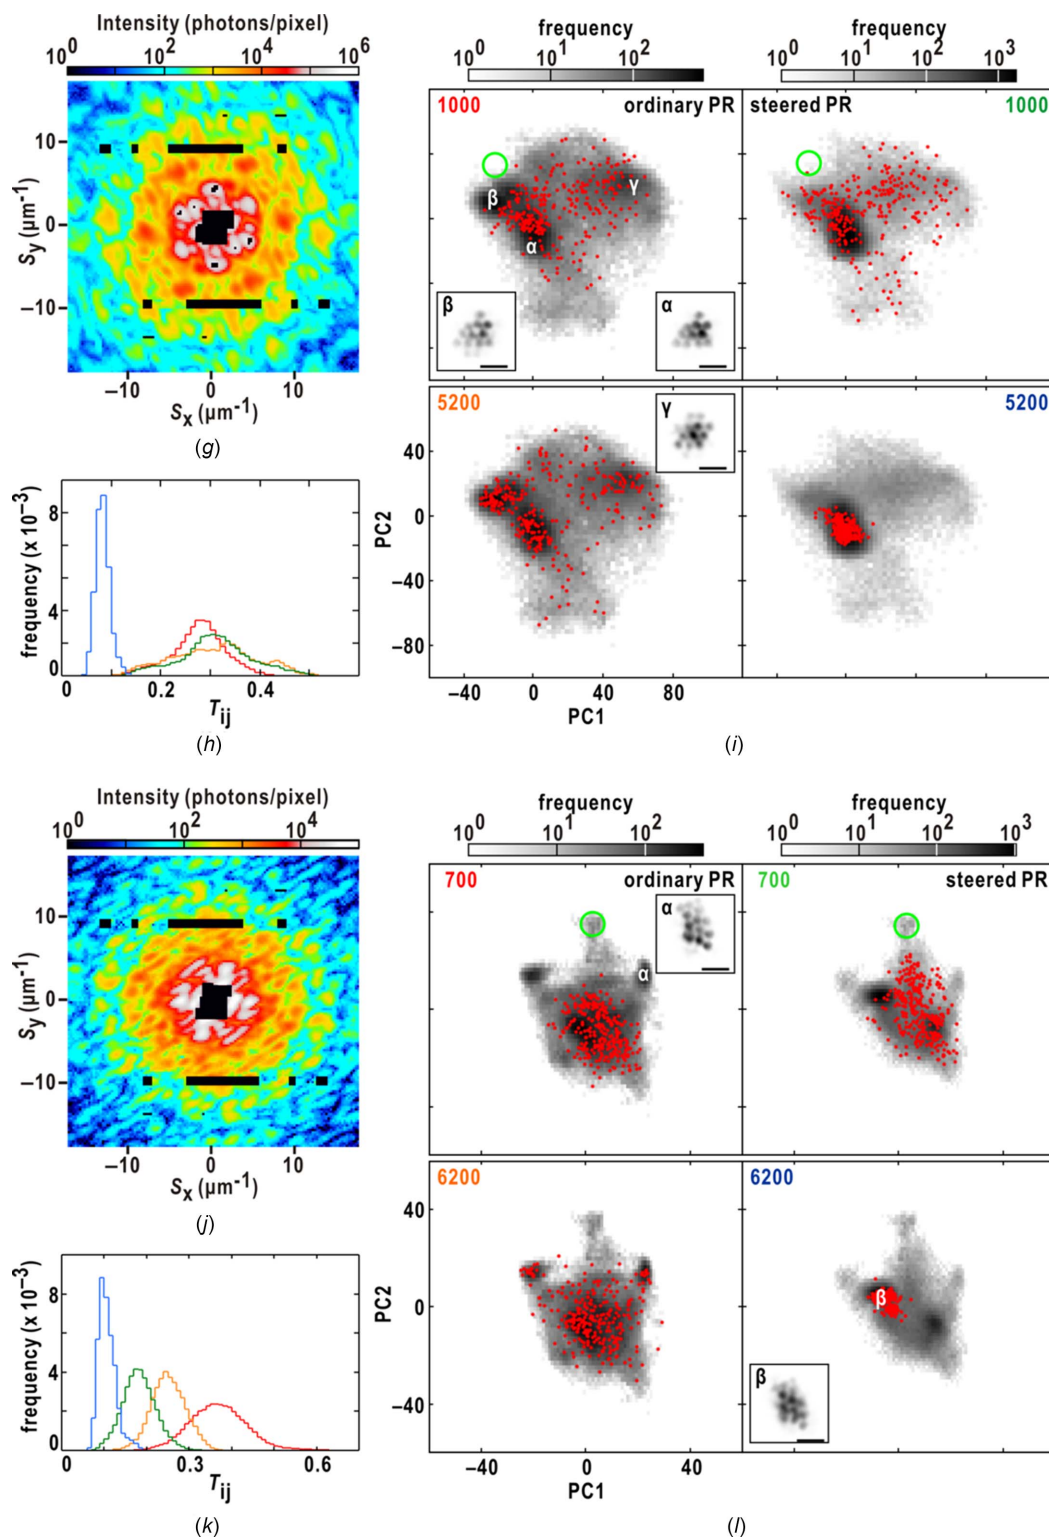 Intensity (photons/pixel)
10^0 10^2 10^4 10^6
S_y (µm^-1)
10
0
−10
−10 0 10
S_x (µm^-1)
(g)
frequency (x 10^−3)
8
4
0
0 0.2 0.4
T_ij
(h)
frequency
10^0 10^1 10^2
frequency
10^0 10^1 10^2 10^3
1000 ordinary PR
β
γ
α
β
α
steered PR 1000
5200
γ
5200
PC2
40
0
−40
−80
−40 0 40 80
PC1
(i)
Intensity (photons/pixel)
10^0 10^2 10^4
S_y (µm^-1)
10
0
−10
−10 0 10
S_x (µm^-1)
(j)
frequency (x 10^−3)
8
4
0
0 0.3 0.6
T_ij
(k)
frequency
10^0 10^1 10^2
frequency
10^0 10^1 10^2 10^3
700 ordinary PR
α
α
700 steered PR
6200
6200
β
β
PC2
40
0
−40
−40 0 40
PC1
(l)